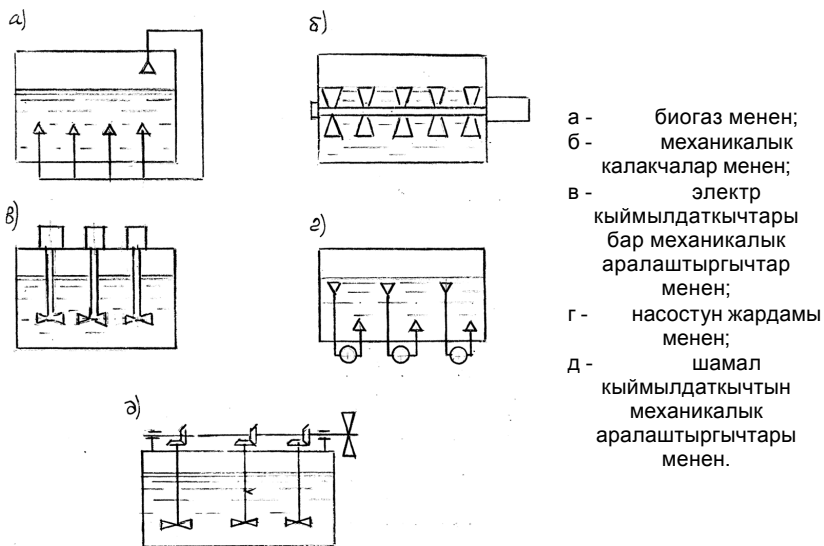 а)
б)
в)
г)
д)
а - биогаз менен;
б - механикалык
калакчалар менен;
в - электр
кыймылдаткычтары
бар механикалык
аралаштыргычтар
менен;
г - насостун жардамы
менен;
д - шамал
кыймылдаткычтын
механикалык
аралаштыргычтары
менен.